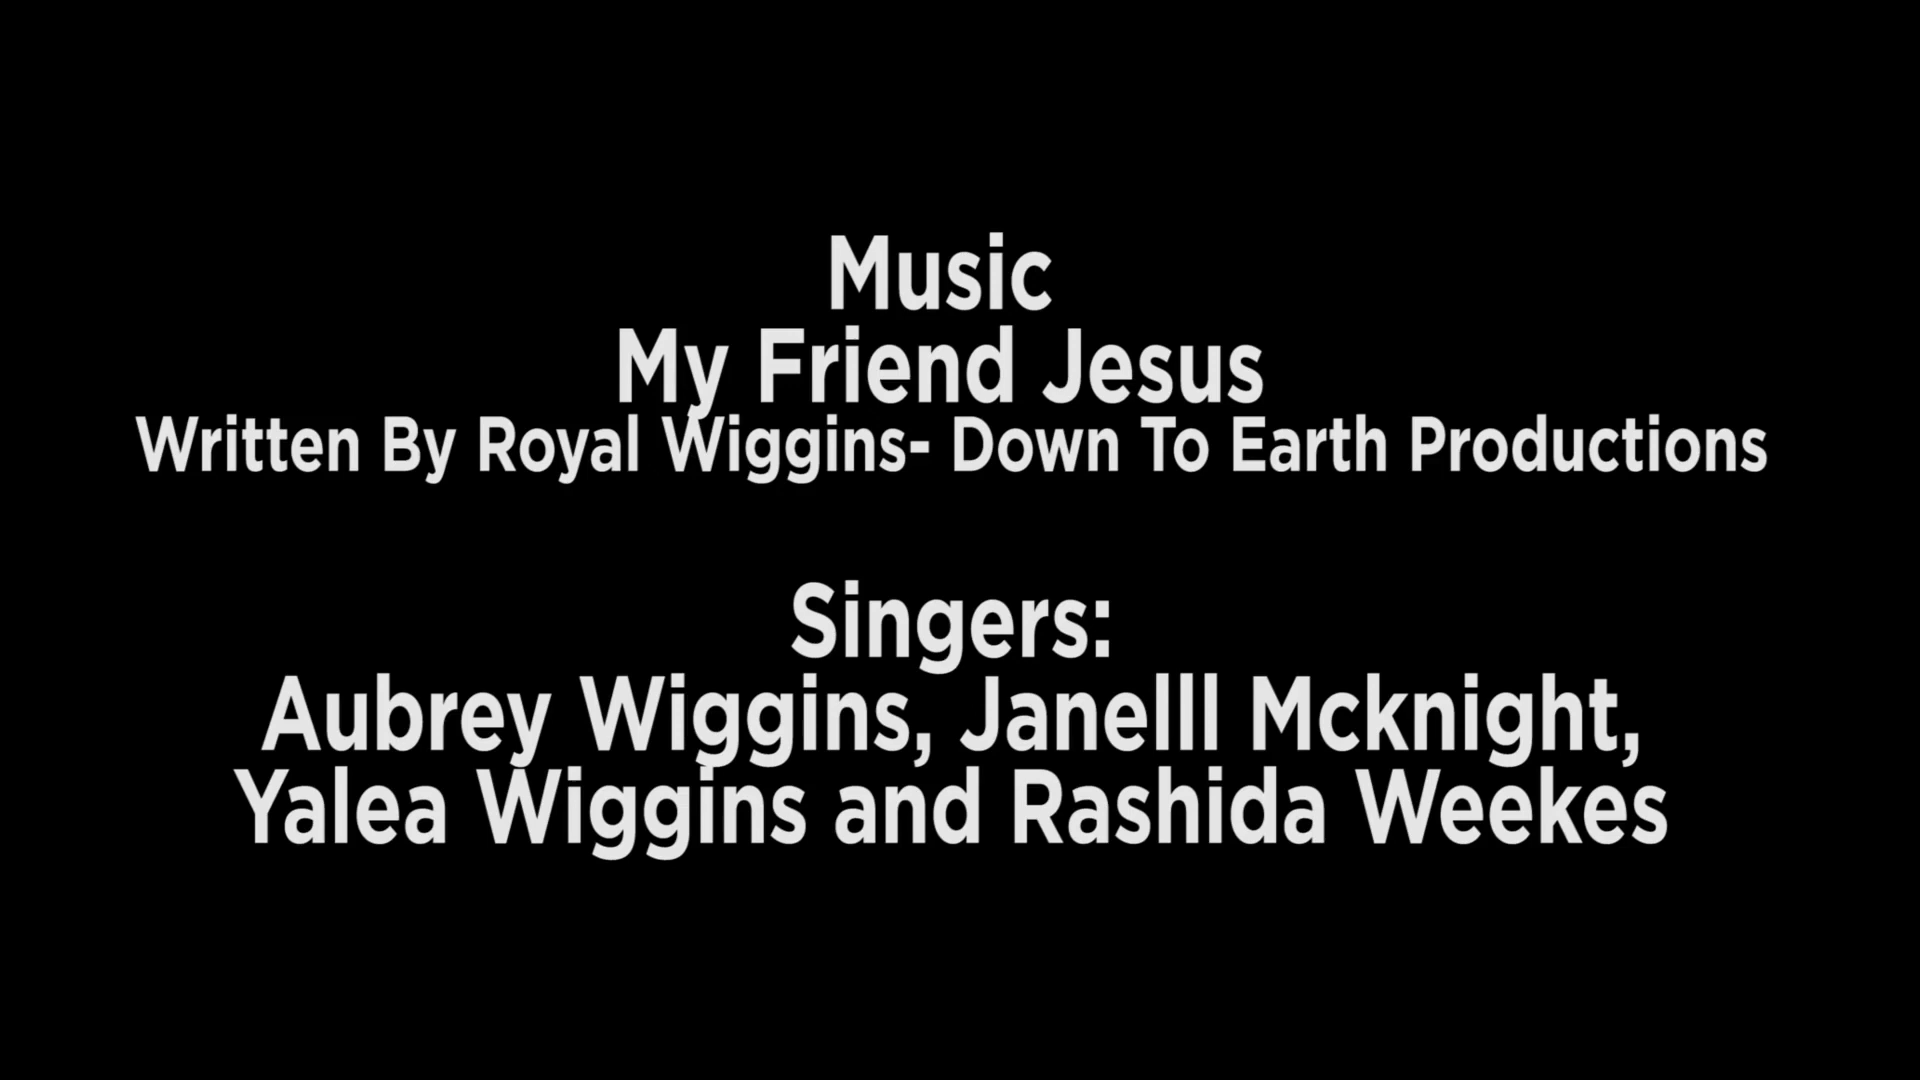 Music
My Friend Jesus
Written By Royal Wiggins- Down To Earth Productions
Singers:
Aubrey Wiggins, Janelll Mcknight,
Yalea Wiggins and Rashida Weekes